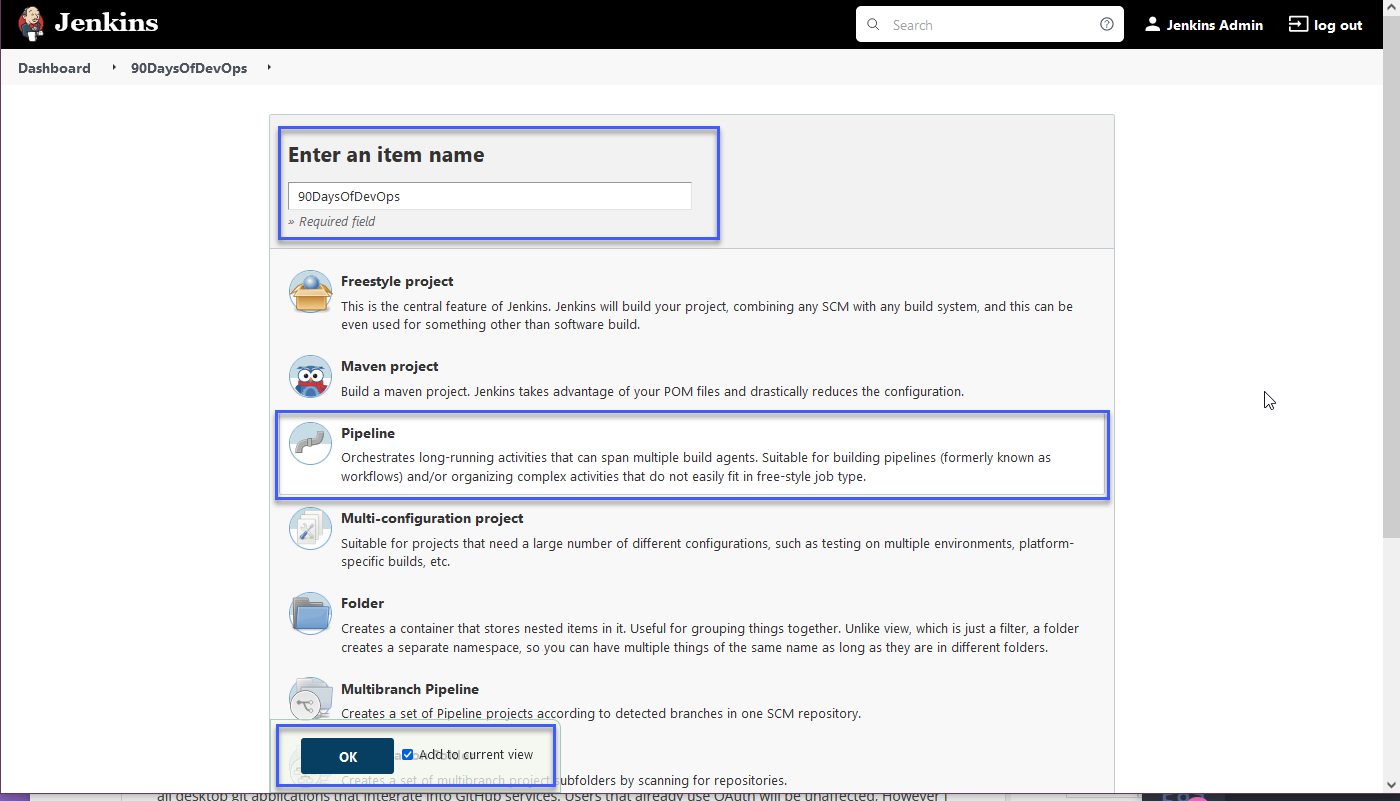 Jenkins
Search
Jenkins Admin
log out
Dashboard
90DaysOfDevOps
Enter an item name
90DaysOfDevOps
» Required field
Freestyle project
This is the central feature of Jenkins. Jenkins will build your project, combining any SCM with any build system, and this can be
even used for something other than software build.
Maven project
Build a maven project. Jenkins takes advantage of your POM files and drastically reduces the configuration.
Pipeline
Orchestrates long-running activities that can span multiple build agents. Suitable for building pipelines (formerly known as
workflows) and/or organizing complex activities that do not easily fit in free-style job type.
Multi-configuration project
Suitable for projects that need a large number of different configurations, such as testing on multiple environments, platform-
specific builds, etc.
Folder
Creates a container that stores nested items in it. Useful for grouping things together. Unlike view, which is just a filter, a folder
creates a separate namespace, so you can have multiple things of the same name as long as they are in different folders.
Multibranch Pipeline
Creates a set of Pipeline projects according to detected branches in one SCM repository.
OK
Add to current view
Creates a set of multibranch project subfolders by scanning for repositories.
all desktop git applications that integrate into GitHub services. Users that already use OAuth will be unaffected. However I